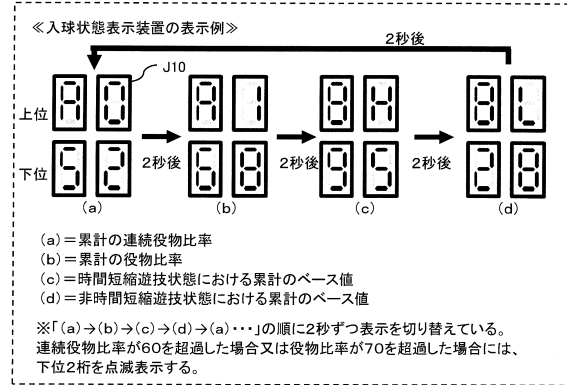 ≪入球状態表示装置の表示例≫
2秒後
J10
上位 A0 A1 BH BL
下位 52 2秒後 68 2秒後 95 2秒後 28
(a) (b) (c) (d)
(a)=累計の連続役物比率
(b)=累計の役物比率
(c)=時間短縮遊技状態における累計のベース値
(d)=非時間短縮遊技状態における累計のベース値
※「(a)→(b)→(c)→(d)→(a)・・・」の順に2秒ずつ表示を切り替えている。
連続役物比率が60を超過した場合又は役物比率が70を超過した場合には、
下位2桁を点滅表示する。